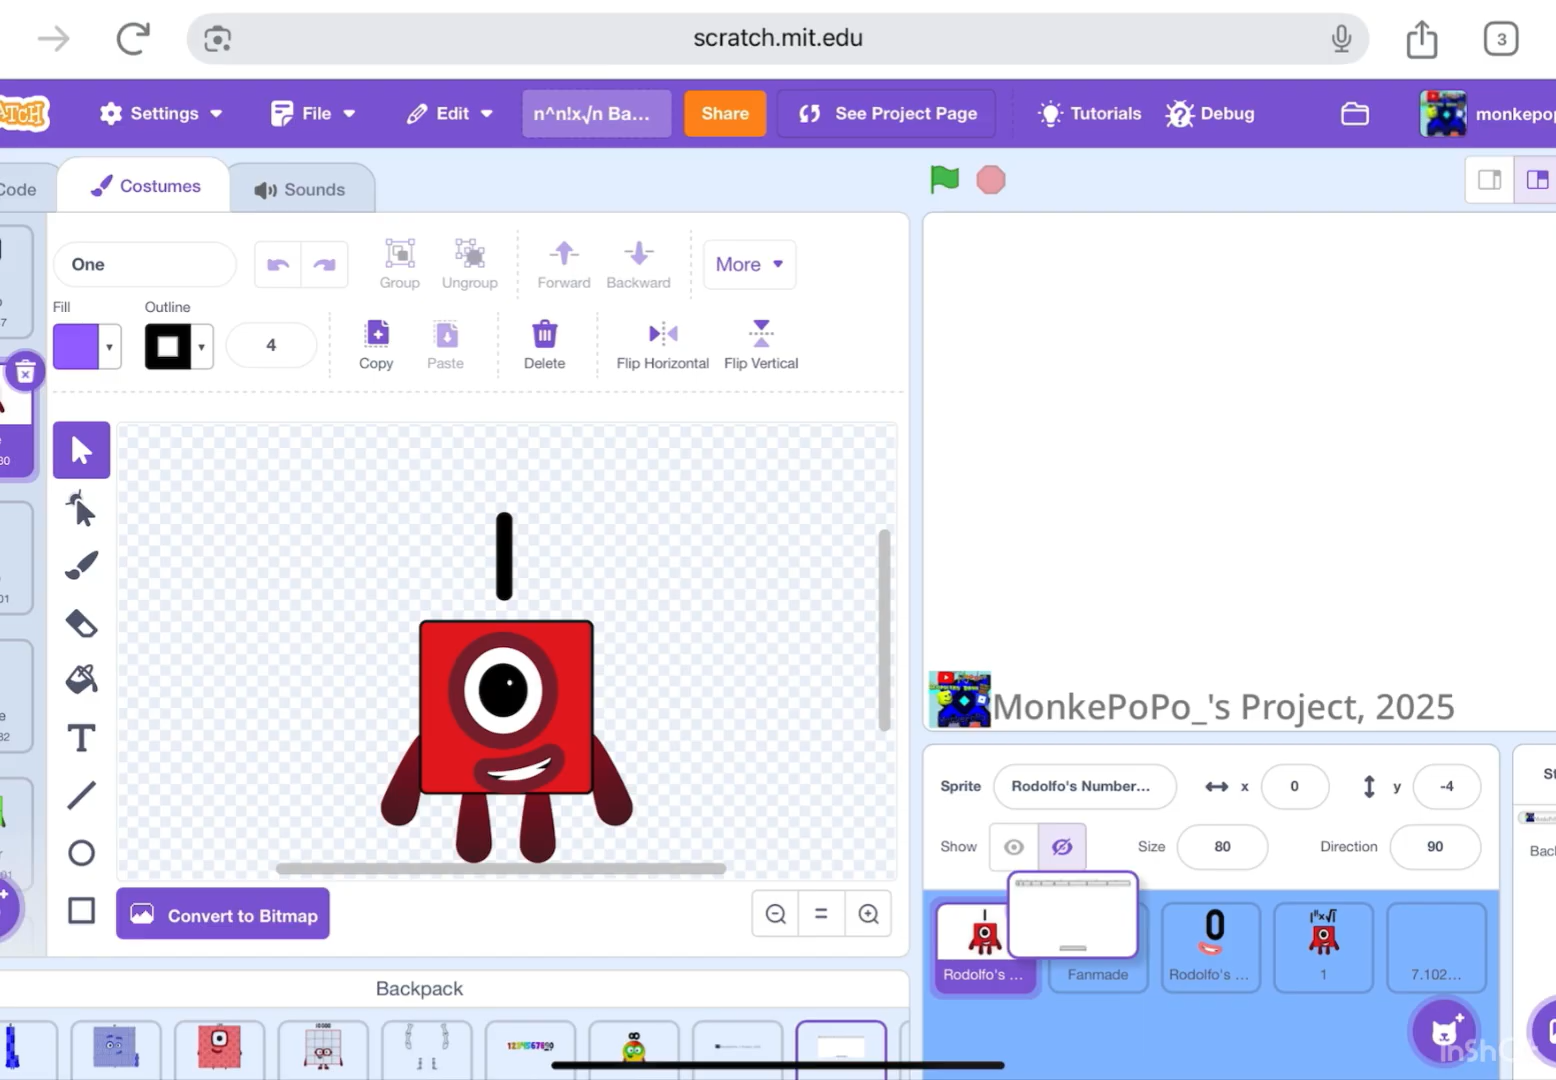 scratch.mit.edu
3
Settings
File
Edit
n^n!x√n Ba...
Share
See Project Page
Tutorials
Debug
monkepop
Code
Costumes
Sounds
One
Group
Ungroup
Forward
Backward
More
Fill
Outline
4
Copy
Paste
Delete
Flip Horizontal
Flip Vertical
T
Convert to Bitmap
=
MonkePoPo_'s Project, 2025
Sprite
Rodolfo's Number...
x
0
y
-4
Show
Size
80
Direction
90
Rodolfo's ...
Fanmade
Rodolfo's ...
1
7.102...
Backpack
1234567890